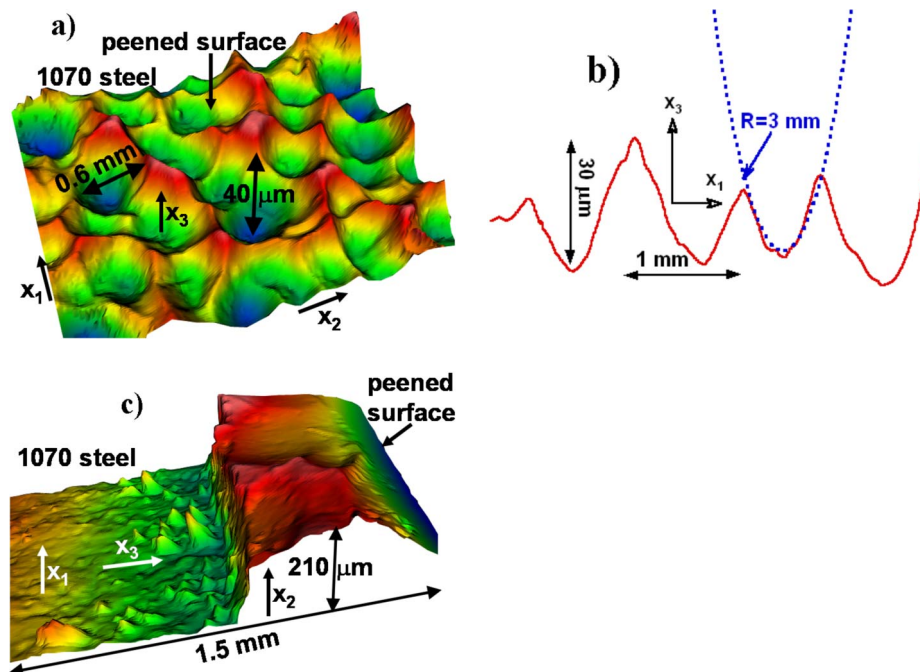 a)
peened surface
1070 steel
0.6 mm
40 μm
x3
x1
x2
b)
x3
R=3 mm
30 μm
x1
1 mm
c)
peened
surface
1070 steel
x3
x1
210 μm
x2
1.5 mm